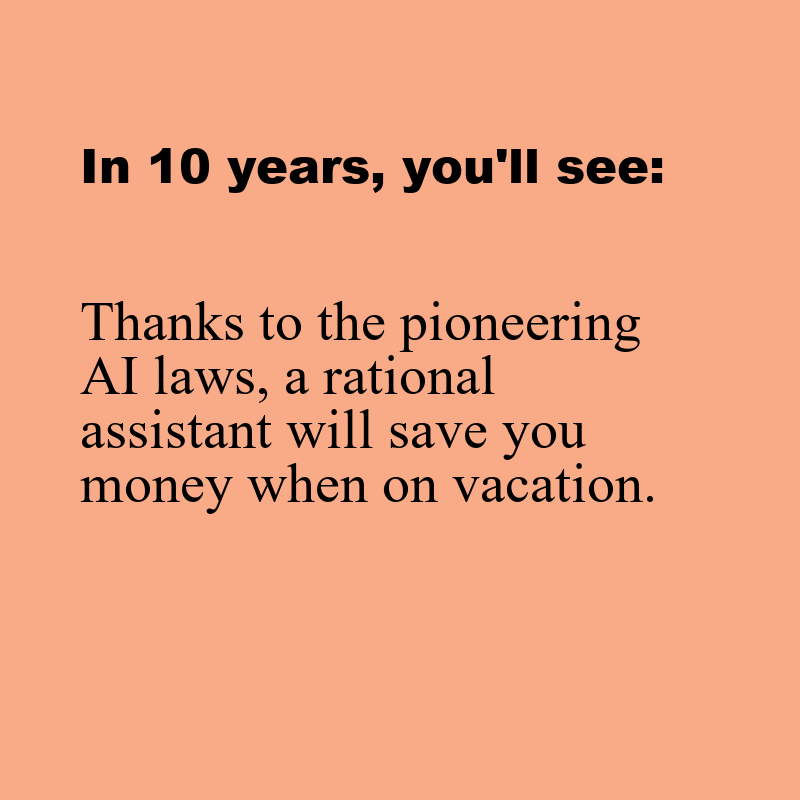 In 10 years, you'll see:
Thanks to the pioneering
AI laws, a rational
assistant will save you
money when on vacation.